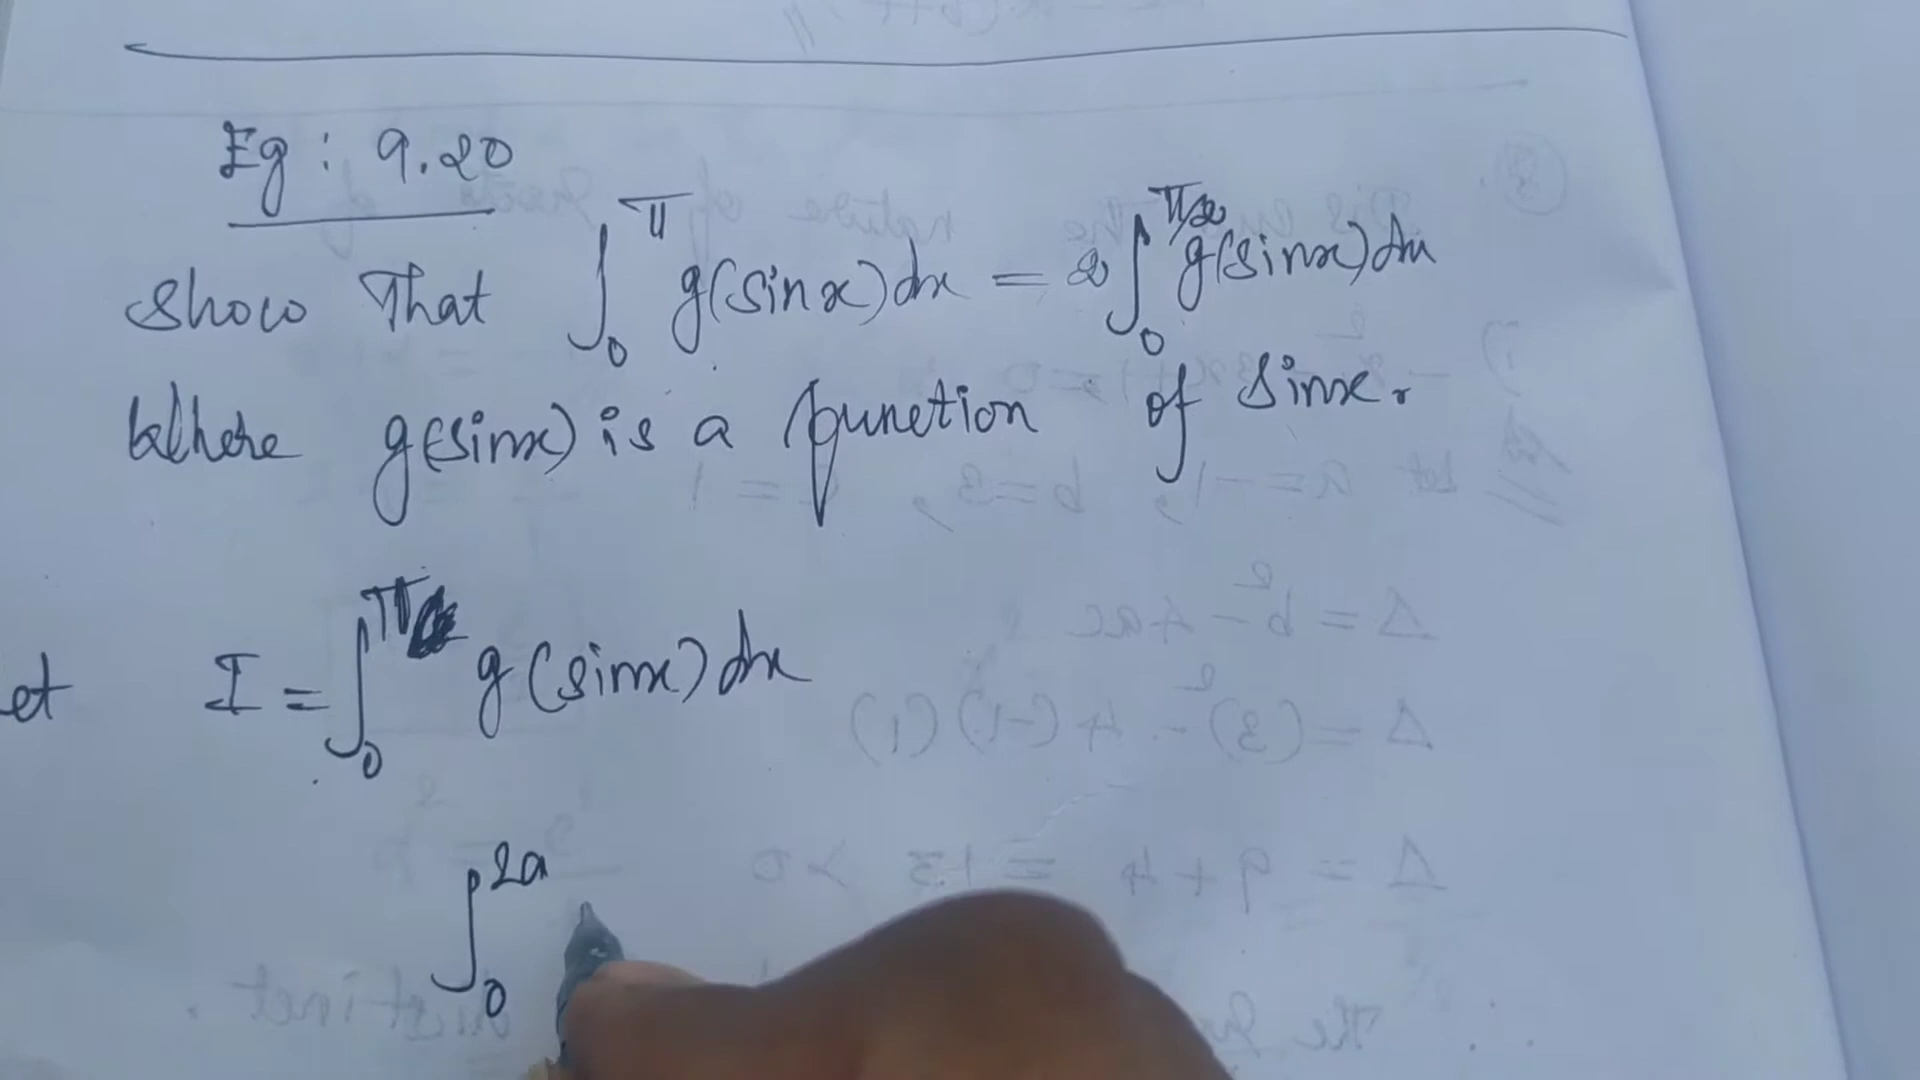 Eg: 9.20
Show That ∫₀^π g(sin x) dx = 2 ∫₀^π/2 g(sin x) dx
Where g(sin x) is a function of sin x.
et I = ∫₀^π g(sin x) dx
∫₀^2a